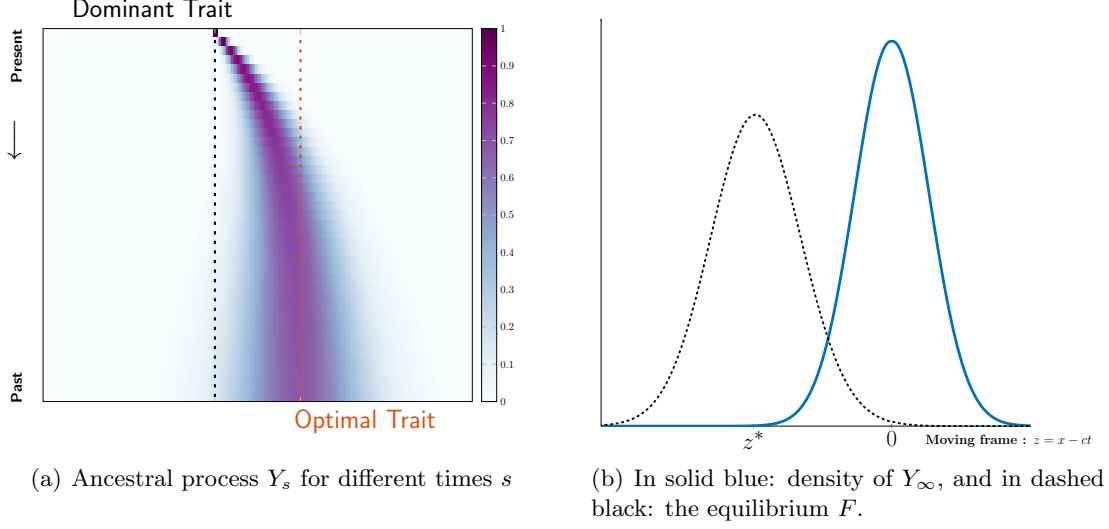 Dominant Trait
Present
←
Past
1
0.9
0.8
0.7
0.6
0.5
0.4
0.3
0.2
0.1
0
Optimal Trait
z* 0 Moving frame : z = x − ct
(a) Ancestral process Y_s for different times s
(b) In solid blue: density of Y_∞, and in dashed
black: the equilibrium F.